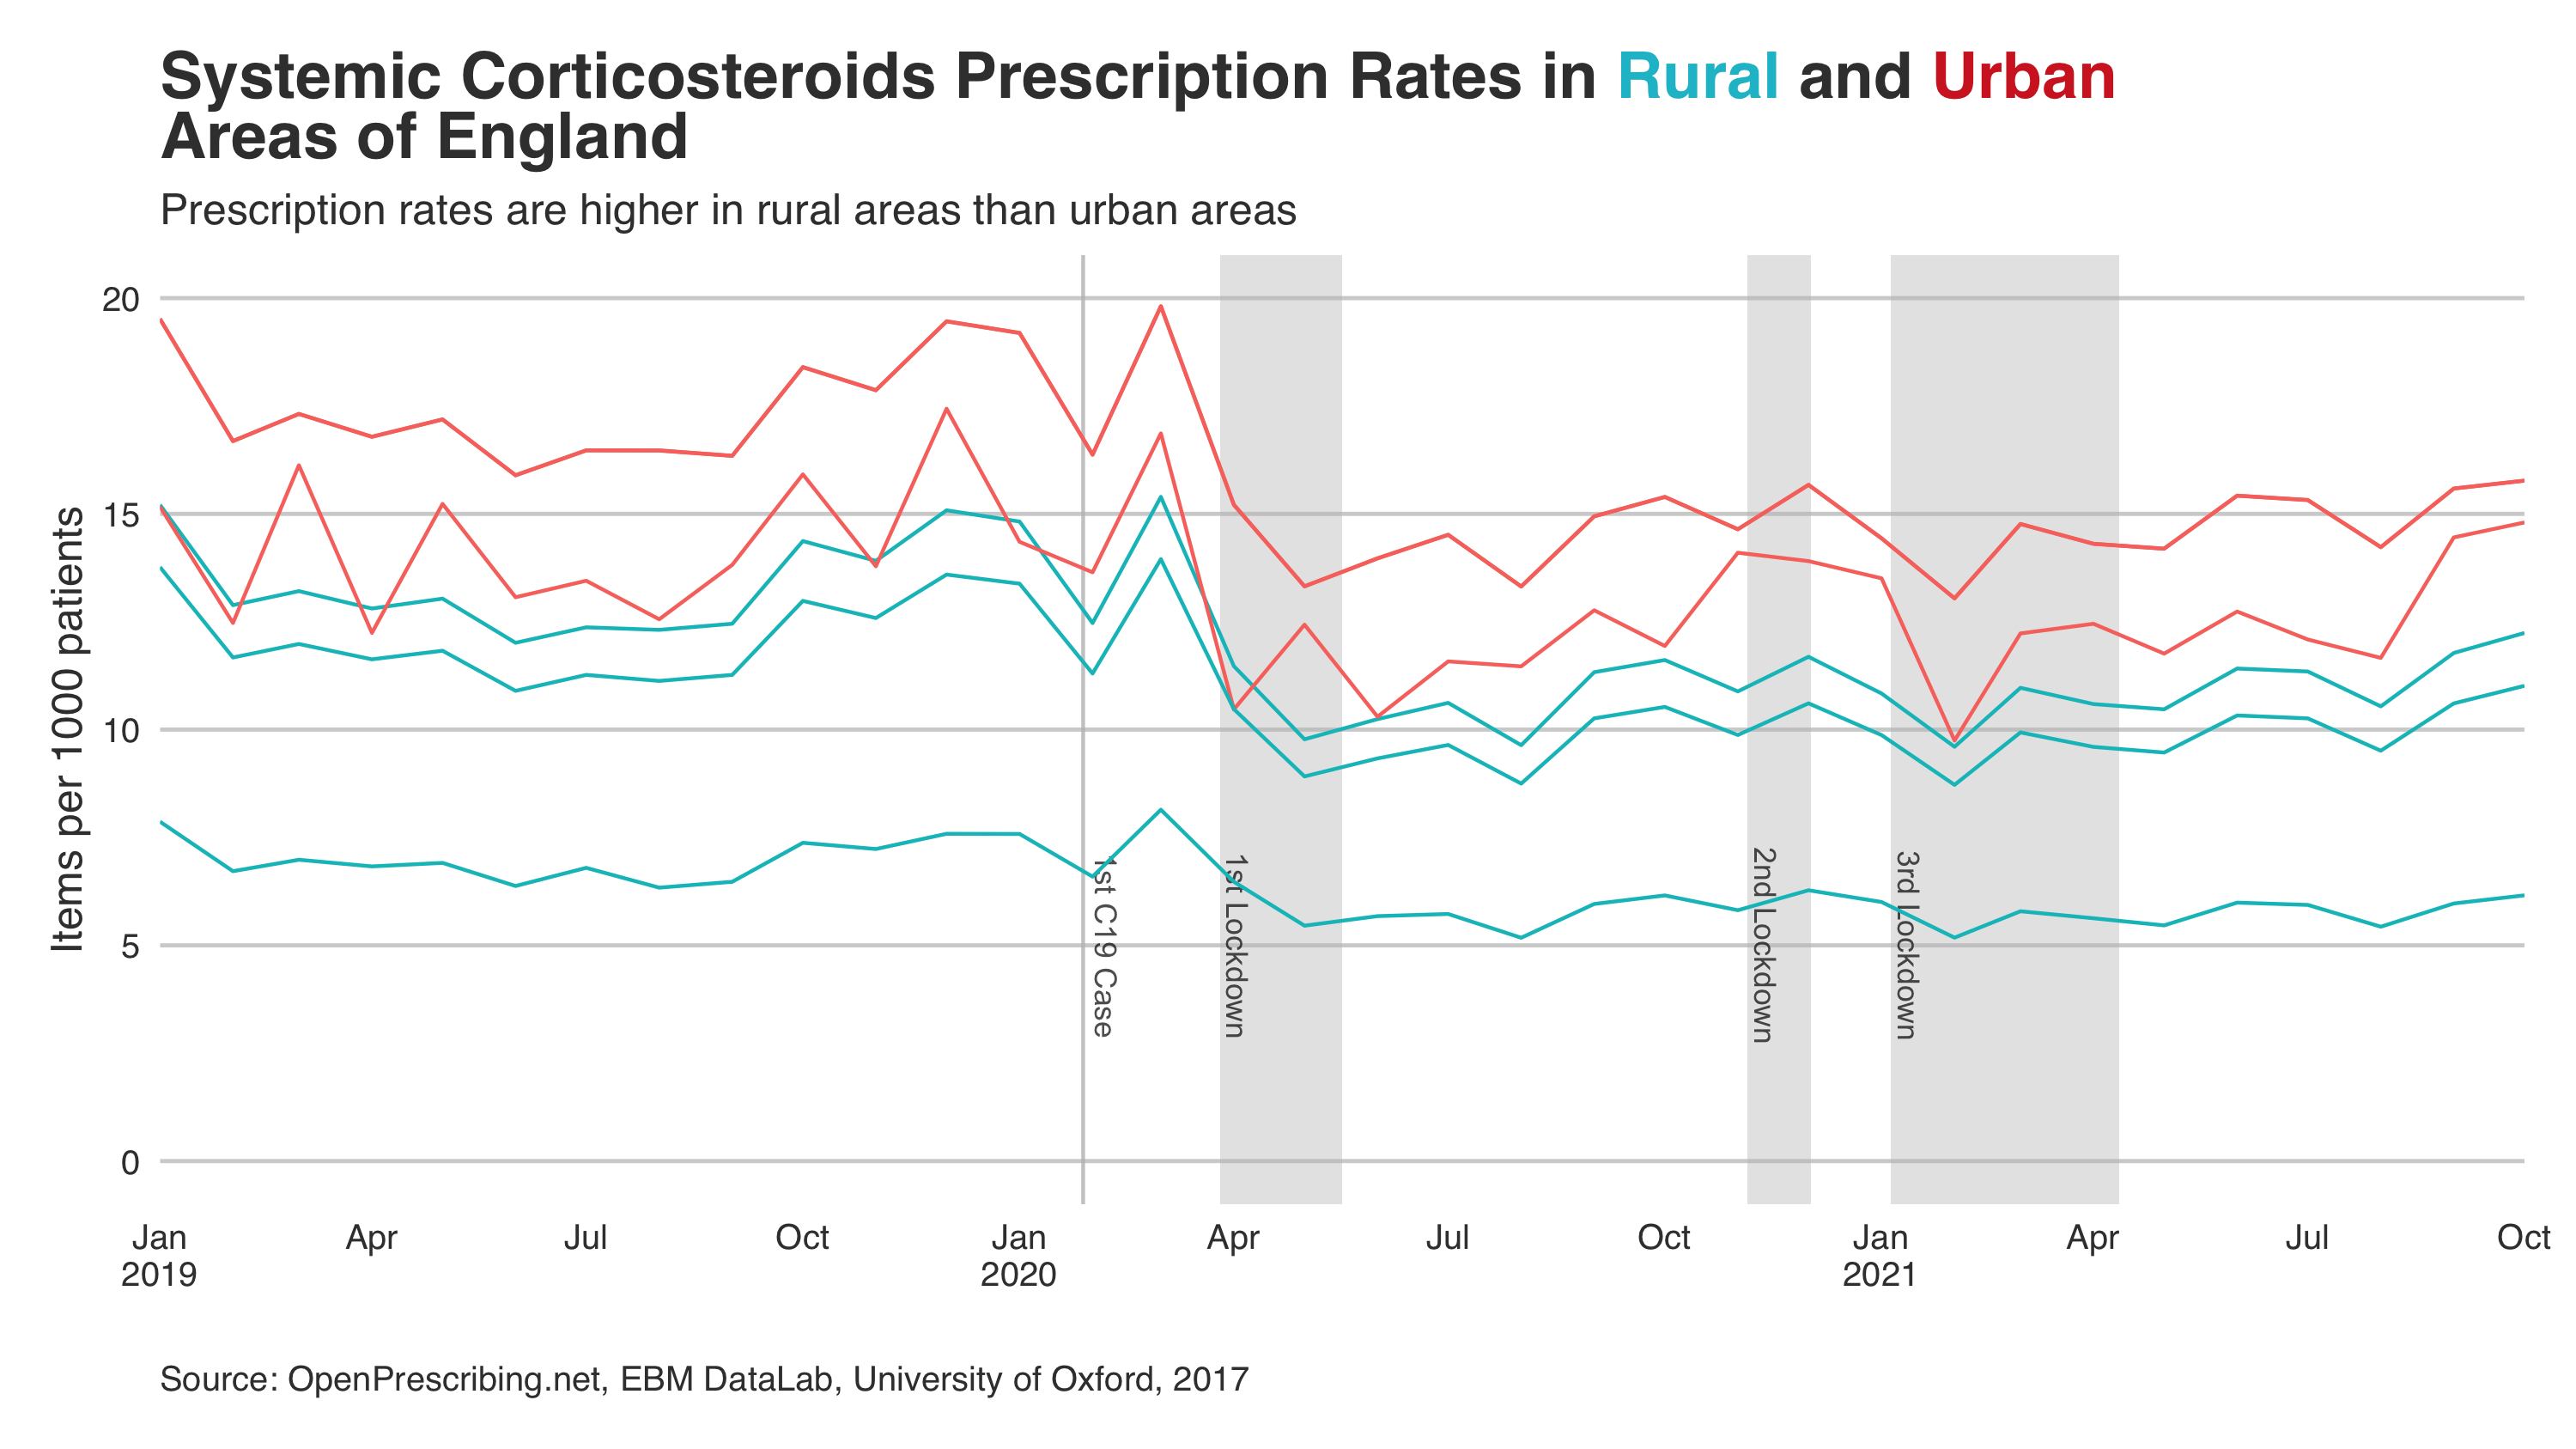 Systemic Corticosteroids Prescription Rates in Rural and Urban
Areas of England
Prescription rates are higher in rural areas than urban areas
Items per 1000 patients
20
15
10
5
0
1st C19 Case
1st Lockdown
2nd Lockdown
3rd Lockdown
Jan Apr Jul Oct Jan Apr Jul Oct Jan Apr Jul Oct
2019 2020 2021
Source: OpenPrescribing.net, EBM DataLab, University of Oxford, 2017